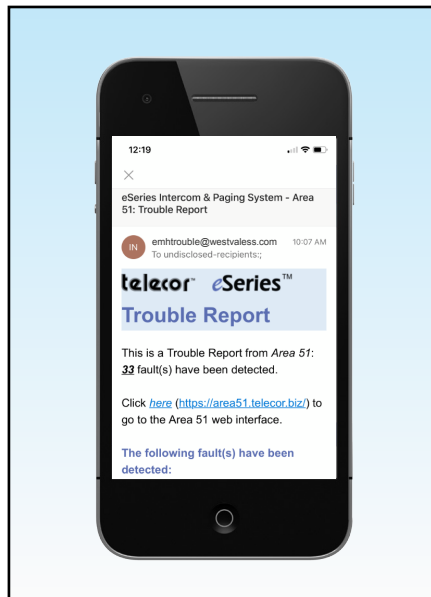 12:19
eSeries Intercom & Paging System - Area
51: Trouble Report
IN
emhtrouble@westvaless.com
10:07 AM
To undisclosed-recipients:;
telecor™ eSeries™
Trouble Report
This is a Trouble Report from Area 51:
33 fault(s) have been detected.
Click here (https://area51.telecor.biz/) to
go to the Area 51 web interface.
The following fault(s) have been
detected: